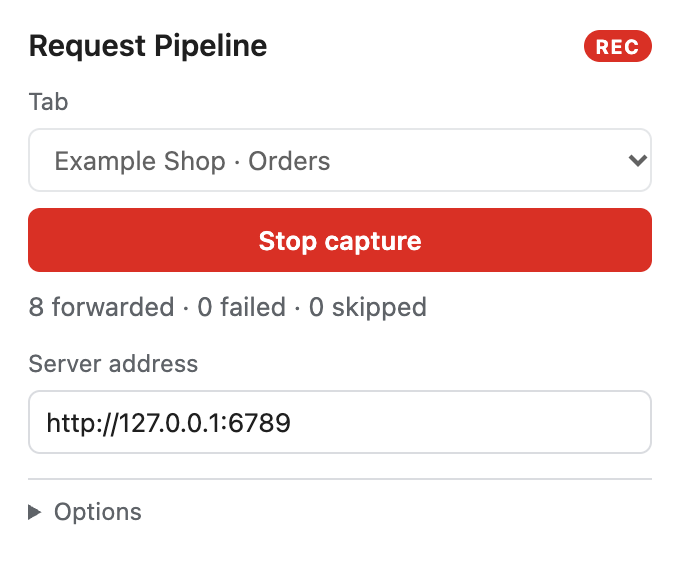 Request Pipeline
REC
Tab
Example Shop · Orders
Stop capture
8 forwarded · 0 failed · 0 skipped
Server address
http://127.0.0.1:6789
Options